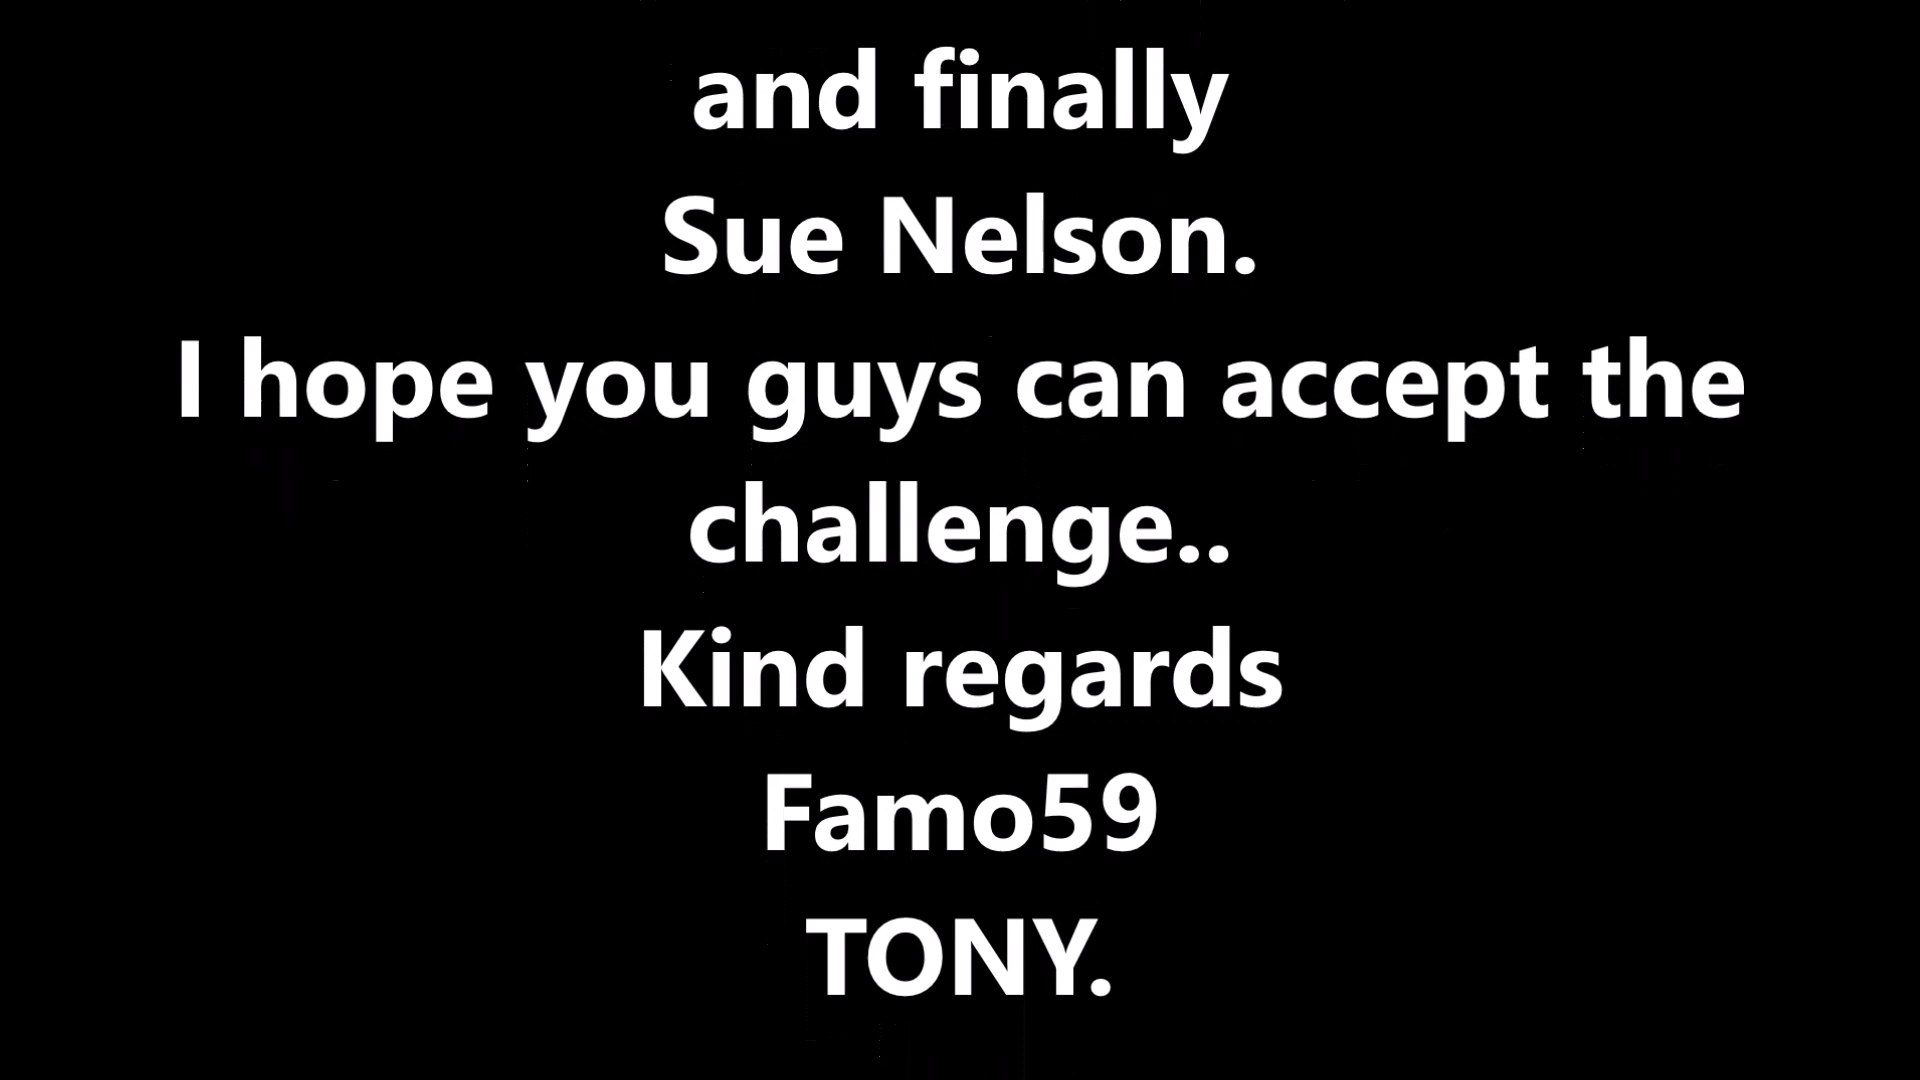 and finally
Sue Nelson.
I hope you guys can accept the
challenge..
Kind regards
Famo59
TONY.